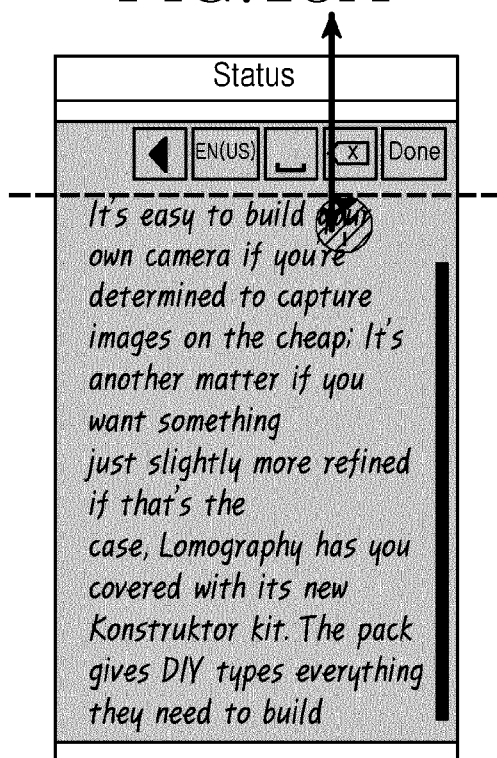 Status
EN(US) X Done
It's easy to build your
own camera if you're
determined to capture
images on the cheap; It's
another matter if you
want something
just slightly more refined
if that's the
case, Lomography has you
covered with its new
Konstruktor kit. The pack
gives DIY types everything
they need to build